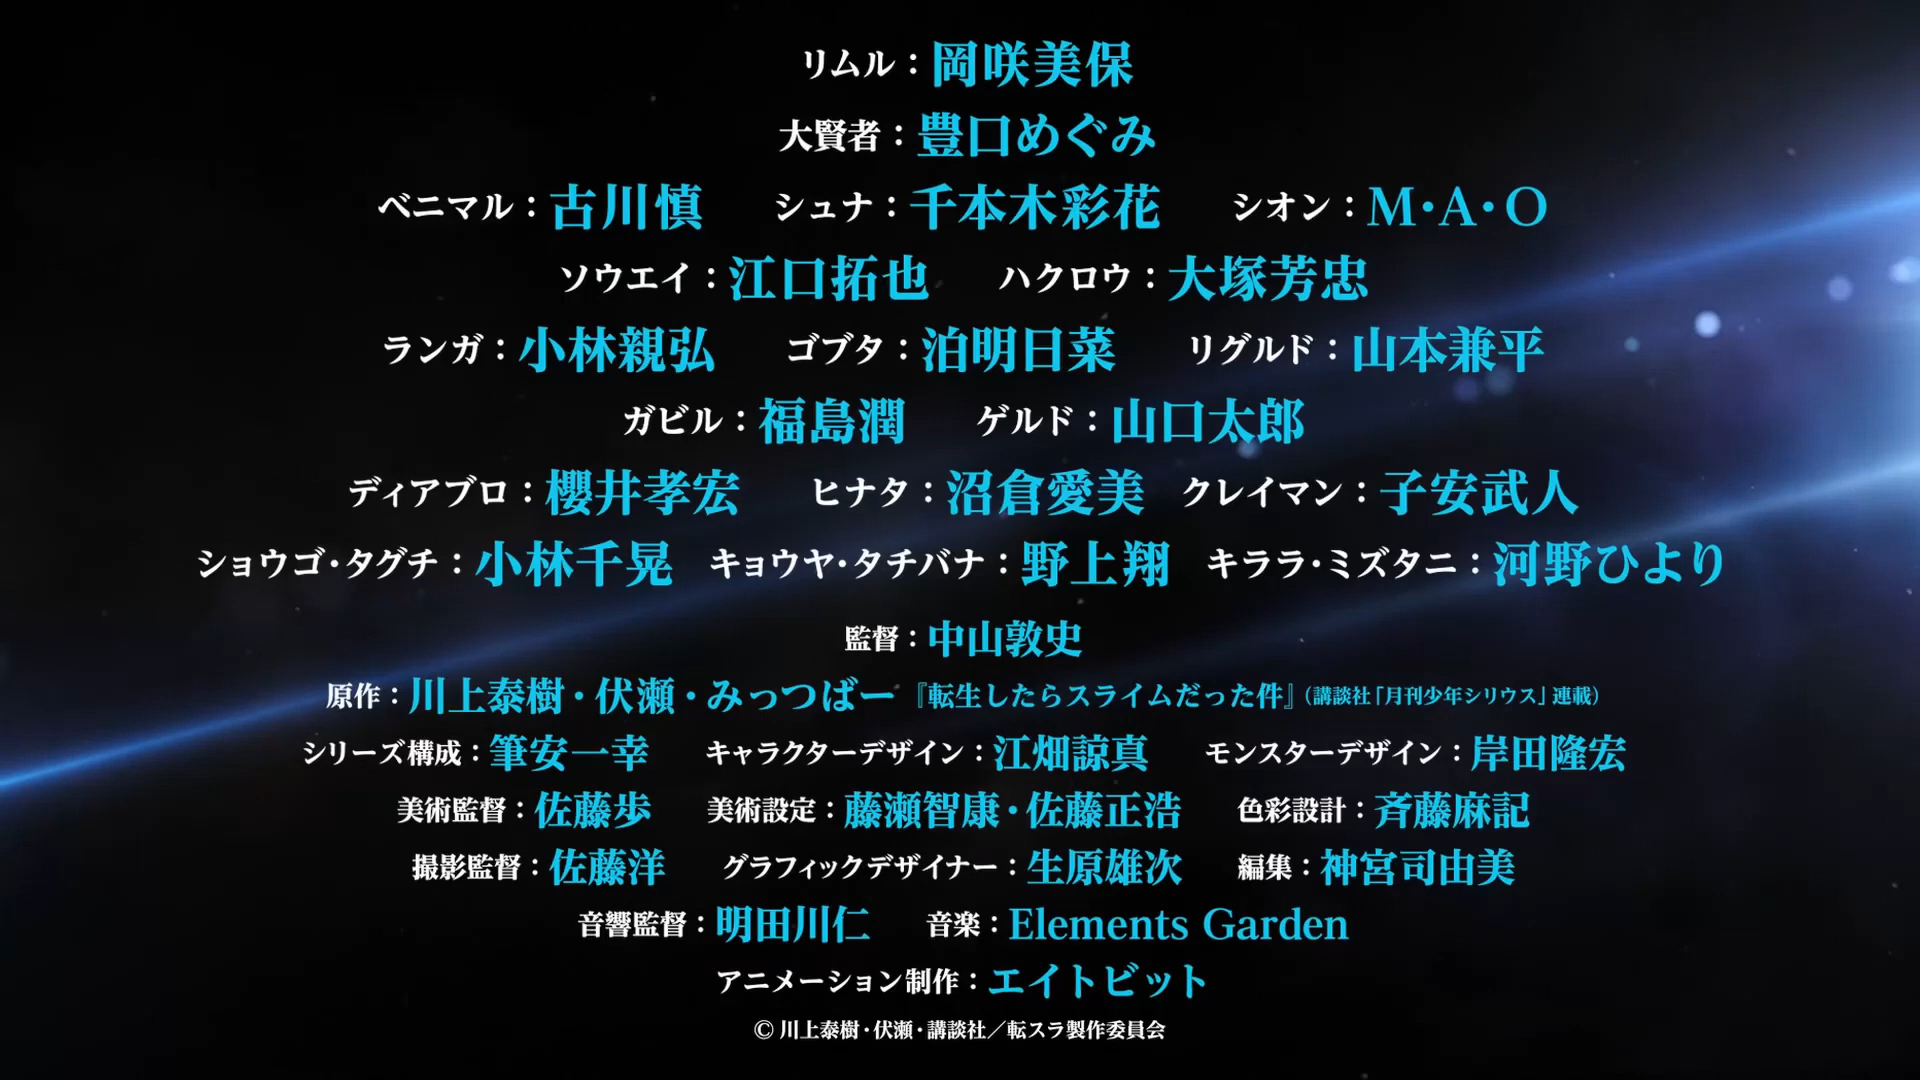 リムル：岡咲美保
大賢者：豊口めぐみ
ベニマル：古川慎 シュナ：千本木彩花 シオン：M・A・O
ソウエイ：江口拓也 ハクロウ：大塚芳忠
ランガ：小林親弘 ゴブタ：泊明日菜 リグルド：山本兼平
ガビル：福島潤 ゲルド：山口太郎
ディアブロ：櫻井孝宏 ヒナタ：沼倉愛美 クレイマン：子安武人
ショウゴ・タグチ：小林千晃 キョウヤ・タチバナ：野上翔 キララ・ミズタニ：河野ひより
監督：中山敦史
原作：川上泰樹・伏瀬・みっつばー『転生したらスライムだった件』（講談社「月刊少年シリウス」連載）
シリーズ構成：筆安一幸 キャラクターデザイン：江畑諒真 モンスターデザイン：岸田隆宏
美術監督：佐藤歩 美術設定：藤瀬智康・佐藤正浩 色彩設計：斉藤麻記
撮影監督：佐藤洋 グラフィックデザイナー：生原雄次 編集：神宮司由美
音響監督：明田川仁 音楽：Elements Garden
アニメーション制作：エイトビット
© 川上泰樹・伏瀬・講談社／転スラ製作委員会